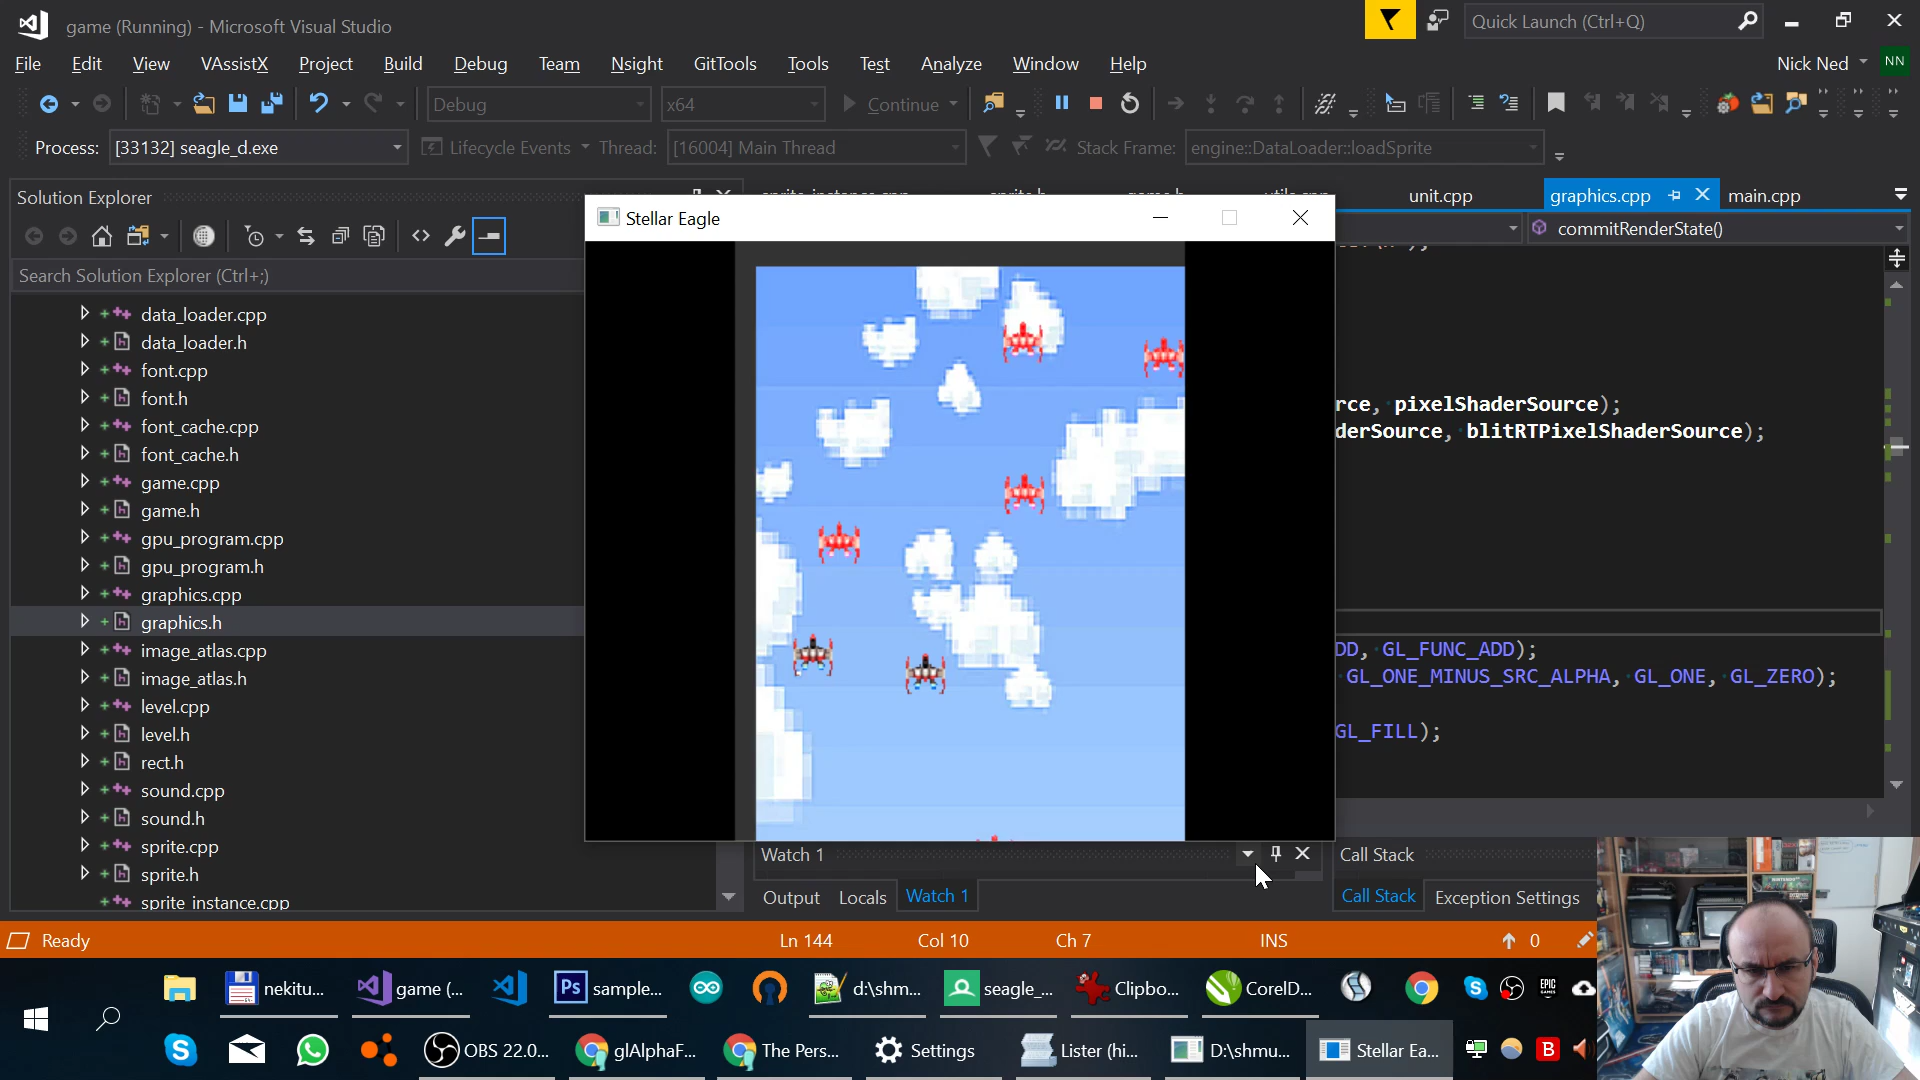 game (Running) - Microsoft Visual Studio
Quick Launch (Ctrl+Q)
File Edit View VAssistX Project Build Debug Team Nsight GitTools Tools Test Analyze Window Help
Nick Ned NN
Debug x64 Continue
Process: [33132] seagle_d.exe Lifecycle Events Thread: [16004] Main Thread Stack Frame: engine::DataLoader::loadSprite
Solution Explorer
unit.cpp graphics.cpp main.cpp
Stellar Eagle
commitRenderState()
Search Solution Explorer (Ctrl+;)
data_loader.cpp
data_loader.h
font.cpp
font.h
font_cache.cpp
font_cache.h
game.cpp
game.h
gpu_program.cpp
gpu_program.h
graphics.cpp
graphics.h
image_atlas.cpp
image_atlas.h
level.cpp
level.h
rect.h
sound.cpp
sound.h
sprite.cpp
sprite.h
sprite_instance.cpp
rce, pixelShaderSource);
derSource, blitRTPixelShaderSource);
DD, GL_FUNC_ADD);
GL_ONE_MINUS_SRC_ALPHA, GL_ONE, GL_ZERO);
GL_FILL);
Watch 1
Call Stack
Output Locals Watch 1
Call Stack Exception Settings
Ready Ln 144 Col 10 Ch 7 INS 0
nekitu... game (... Ps sample... d:\shm... seagle_... Clipbo... CorelD... EPIC GAMES
OBS 22.0... glAlphaF... The Pers... Settings Lister (hi... D:\shmu... Stellar Ea... B